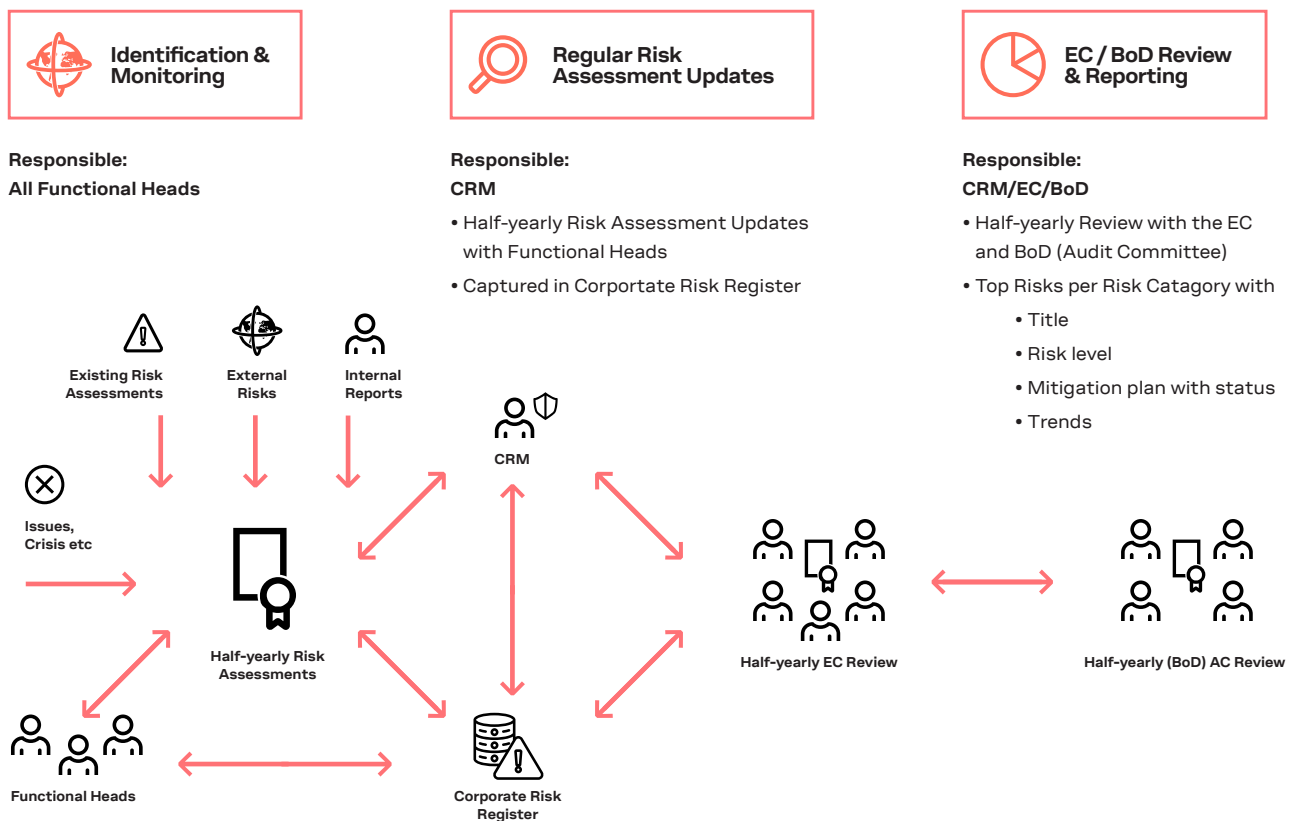 Identification &
Monitoring
Regular Risk
Assessment Updates
EC / BoD Review
& Reporting
Responsible:
All Functional Heads
Responsible:
CRM
• Half-yearly Risk Assessment Updates
with Functional Heads
• Captured in Corportate Risk Register
Responsible:
CRM/EC/BoD
• Half-yearly Review with the EC
and BoD (Audit Committee)
• Top Risks per Risk Catagory with
• Title
• Risk level
• Mitigation plan with status
• Trends
Existing Risk
Assessments
External
Risks
Internal
Reports
CRM
Issues,
Crisis etc
Half-yearly Risk
Assessments
Half-yearly EC Review
Half-yearly (BoD) AC Review
Functional Heads
Corporate Risk
Register